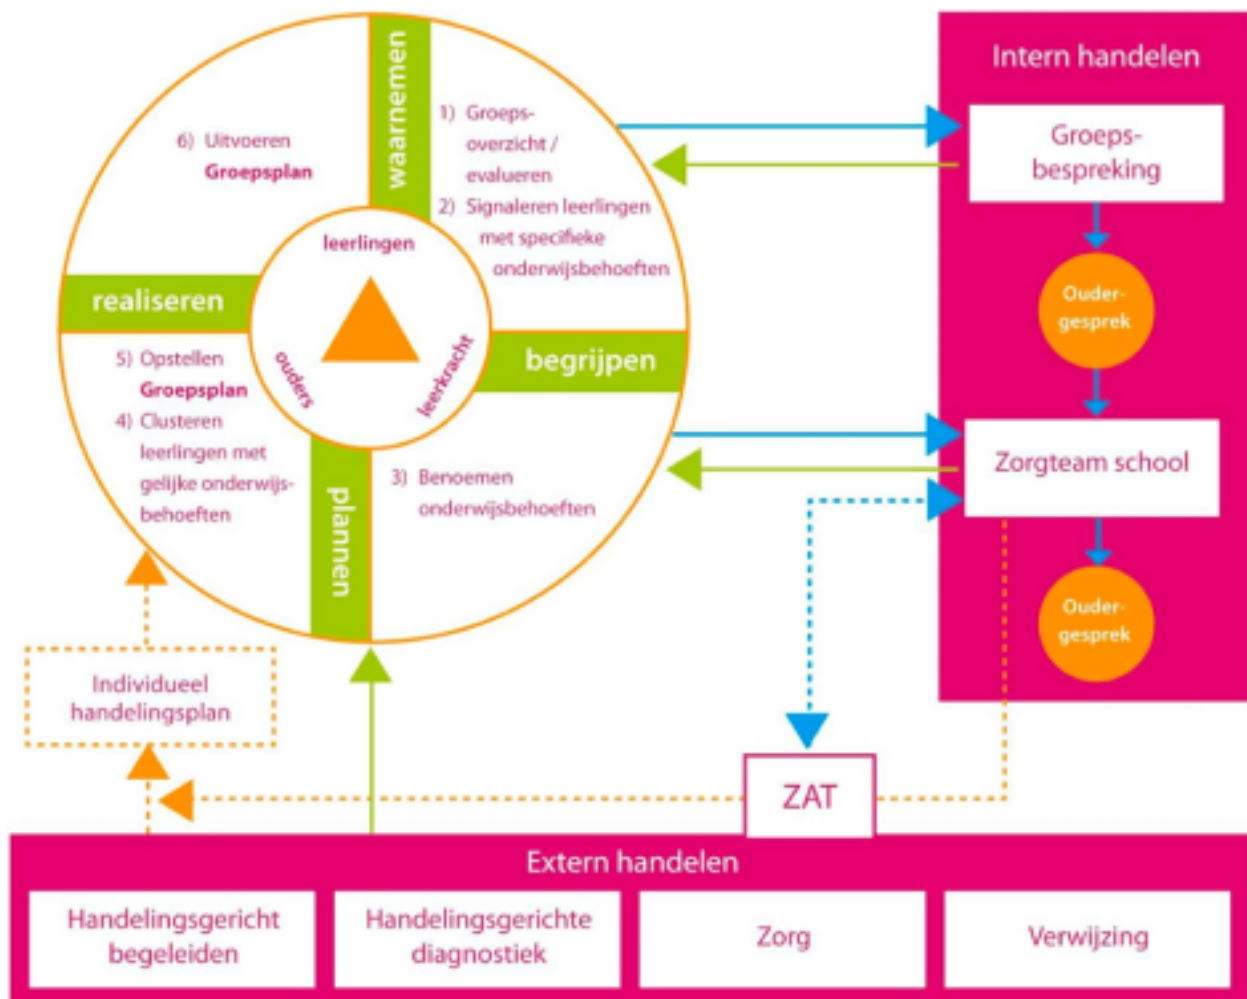 waarnemen
1) Groeps-
overzicht /
evalueren
2) Signaleren leerlingen
met specifieke
onderwijsbehoeften
begrijpen
3) Benoemen
onderwijsbehoeften
plannen
5) Opstellen
Groepsplan
4) Clusteren
leerlingen met
gelijke onderwijs-
behoeften
realiseren
6) Uitvoeren
Groepsplan
leerlingen
ouders
leerkracht
Intern handelen
Groeps-
bespreking
Ouder-
gesprek
Zorgteam school
Ouder-
gesprek
Individueel
handelingsplan
ZAT
Extern handelen
Handelingsgericht
begeleiden
Handelingsgerichte
diagnostiek
Zorg
Verwijzing